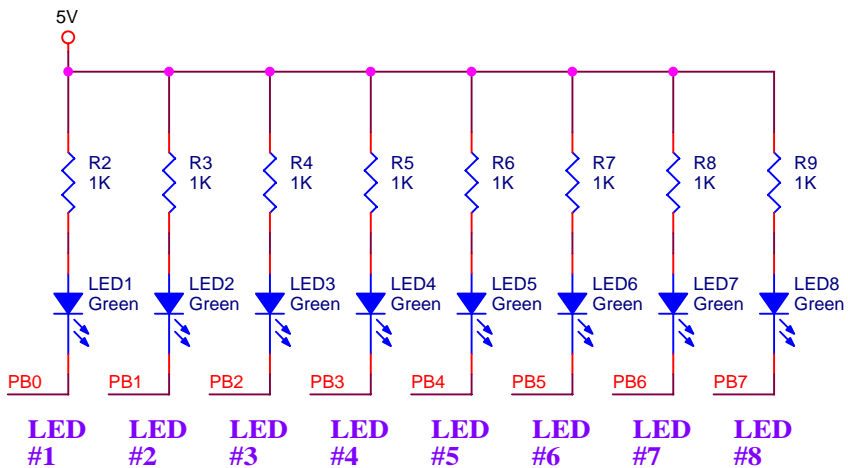 5V
R2 R3 R4 R5 R6 R7 R8 R9
1K 1K 1K 1K 1K 1K 1K 1K
LED1 LED2 LED3 LED4 LED5 LED6 LED7 LED8
Green Green Green Green Green Green Green Green
PB0 PB1 PB2 PB3 PB4 PB5 PB6 PB7
LED LED LED LED LED LED LED LED
#1 #2 #3 #4 #5 #6 #7 #8